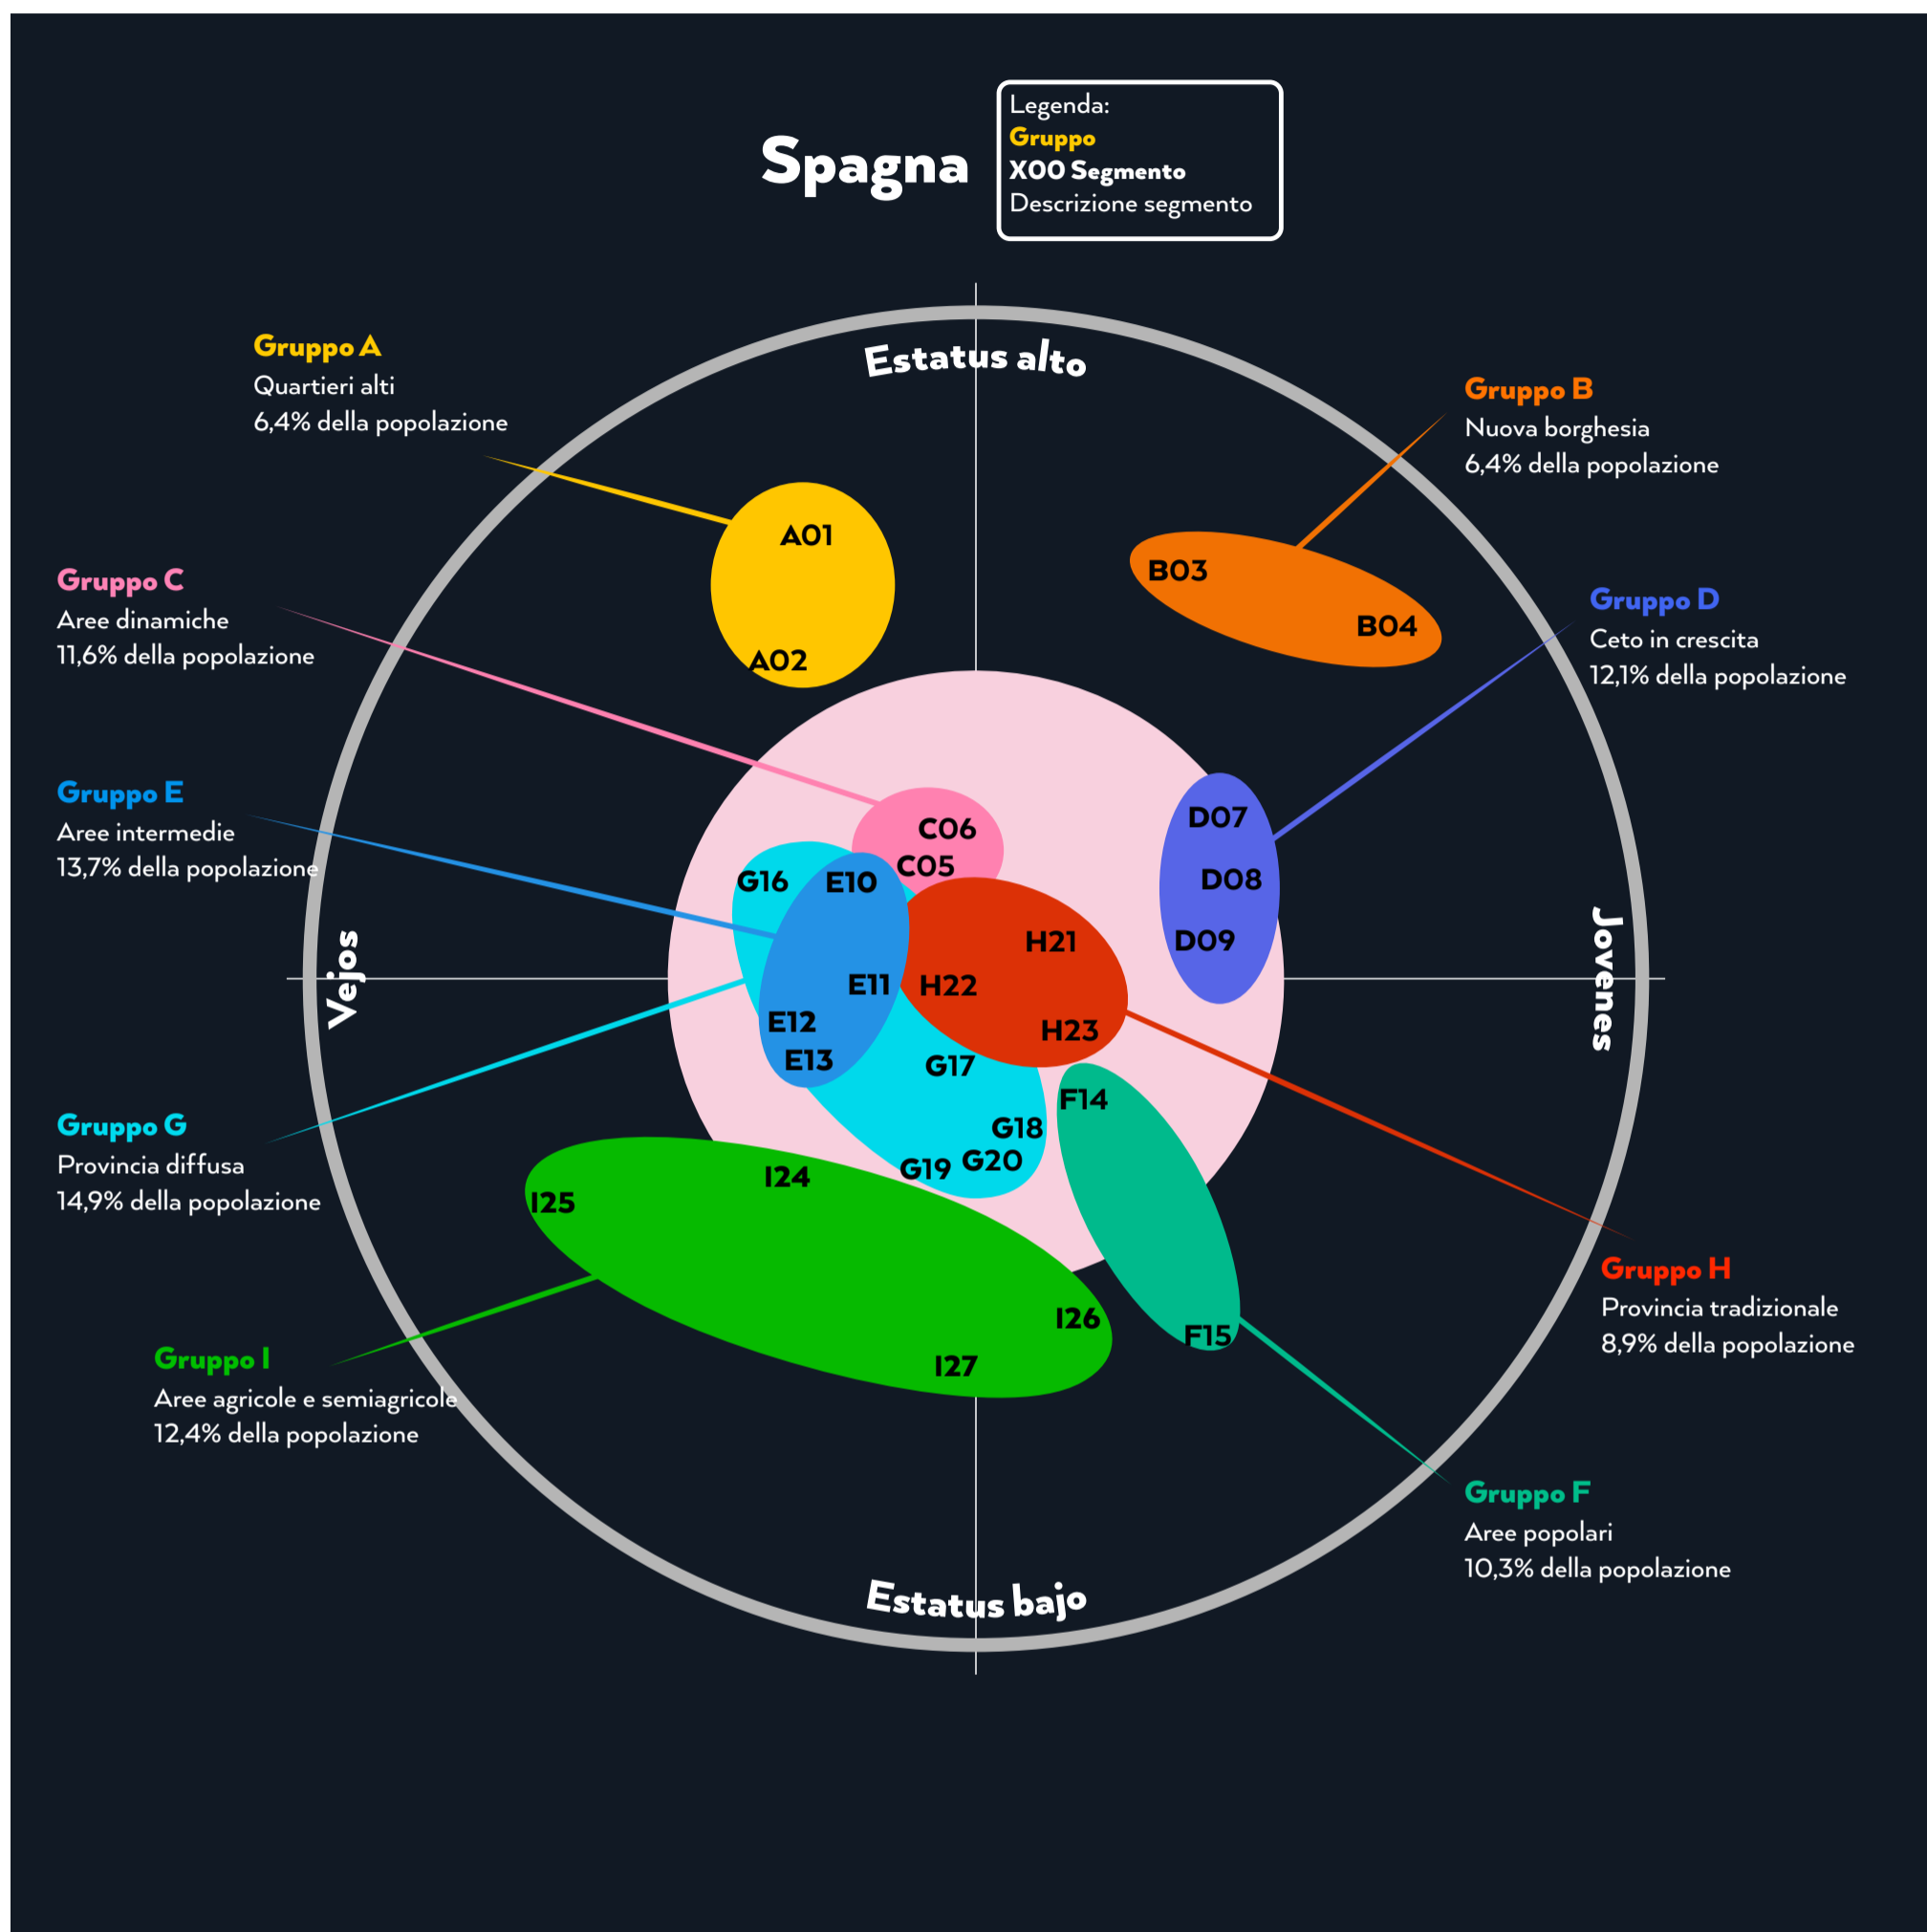 Spagna
Legenda:
Gruppo
X00 Segmento
Descrizione segmento
Estatus alto
Gruppo A
Quartieri alti
6,4% della popolazione
Gruppo B
Nuova borghesia
6,4% della popolazione
A01
A02
B03
B04
Gruppo C
Aree dinamiche
11,6% della popolazione
Gruppo D
Ceto in crescita
12,1% della popolazione
Gruppo E
Aree intermedie
13,7% della popolazione
C06
C05
D07
D08
D09
G16
E10
E11
E12
E13
H21
H22
H23
Vejos
Jovenes
G17
G18
G19
G20
F14
F15
Gruppo G
Provincia diffusa
14,9% della popolazione
I24
I25
I26
I27
Gruppo H
Provincia tradizionale
8,9% della popolazione
Gruppo I
Aree agricole e semiagricole
12,4% della popolazione
Gruppo F
Aree popolari
10,3% della popolazione
Estatus bajo